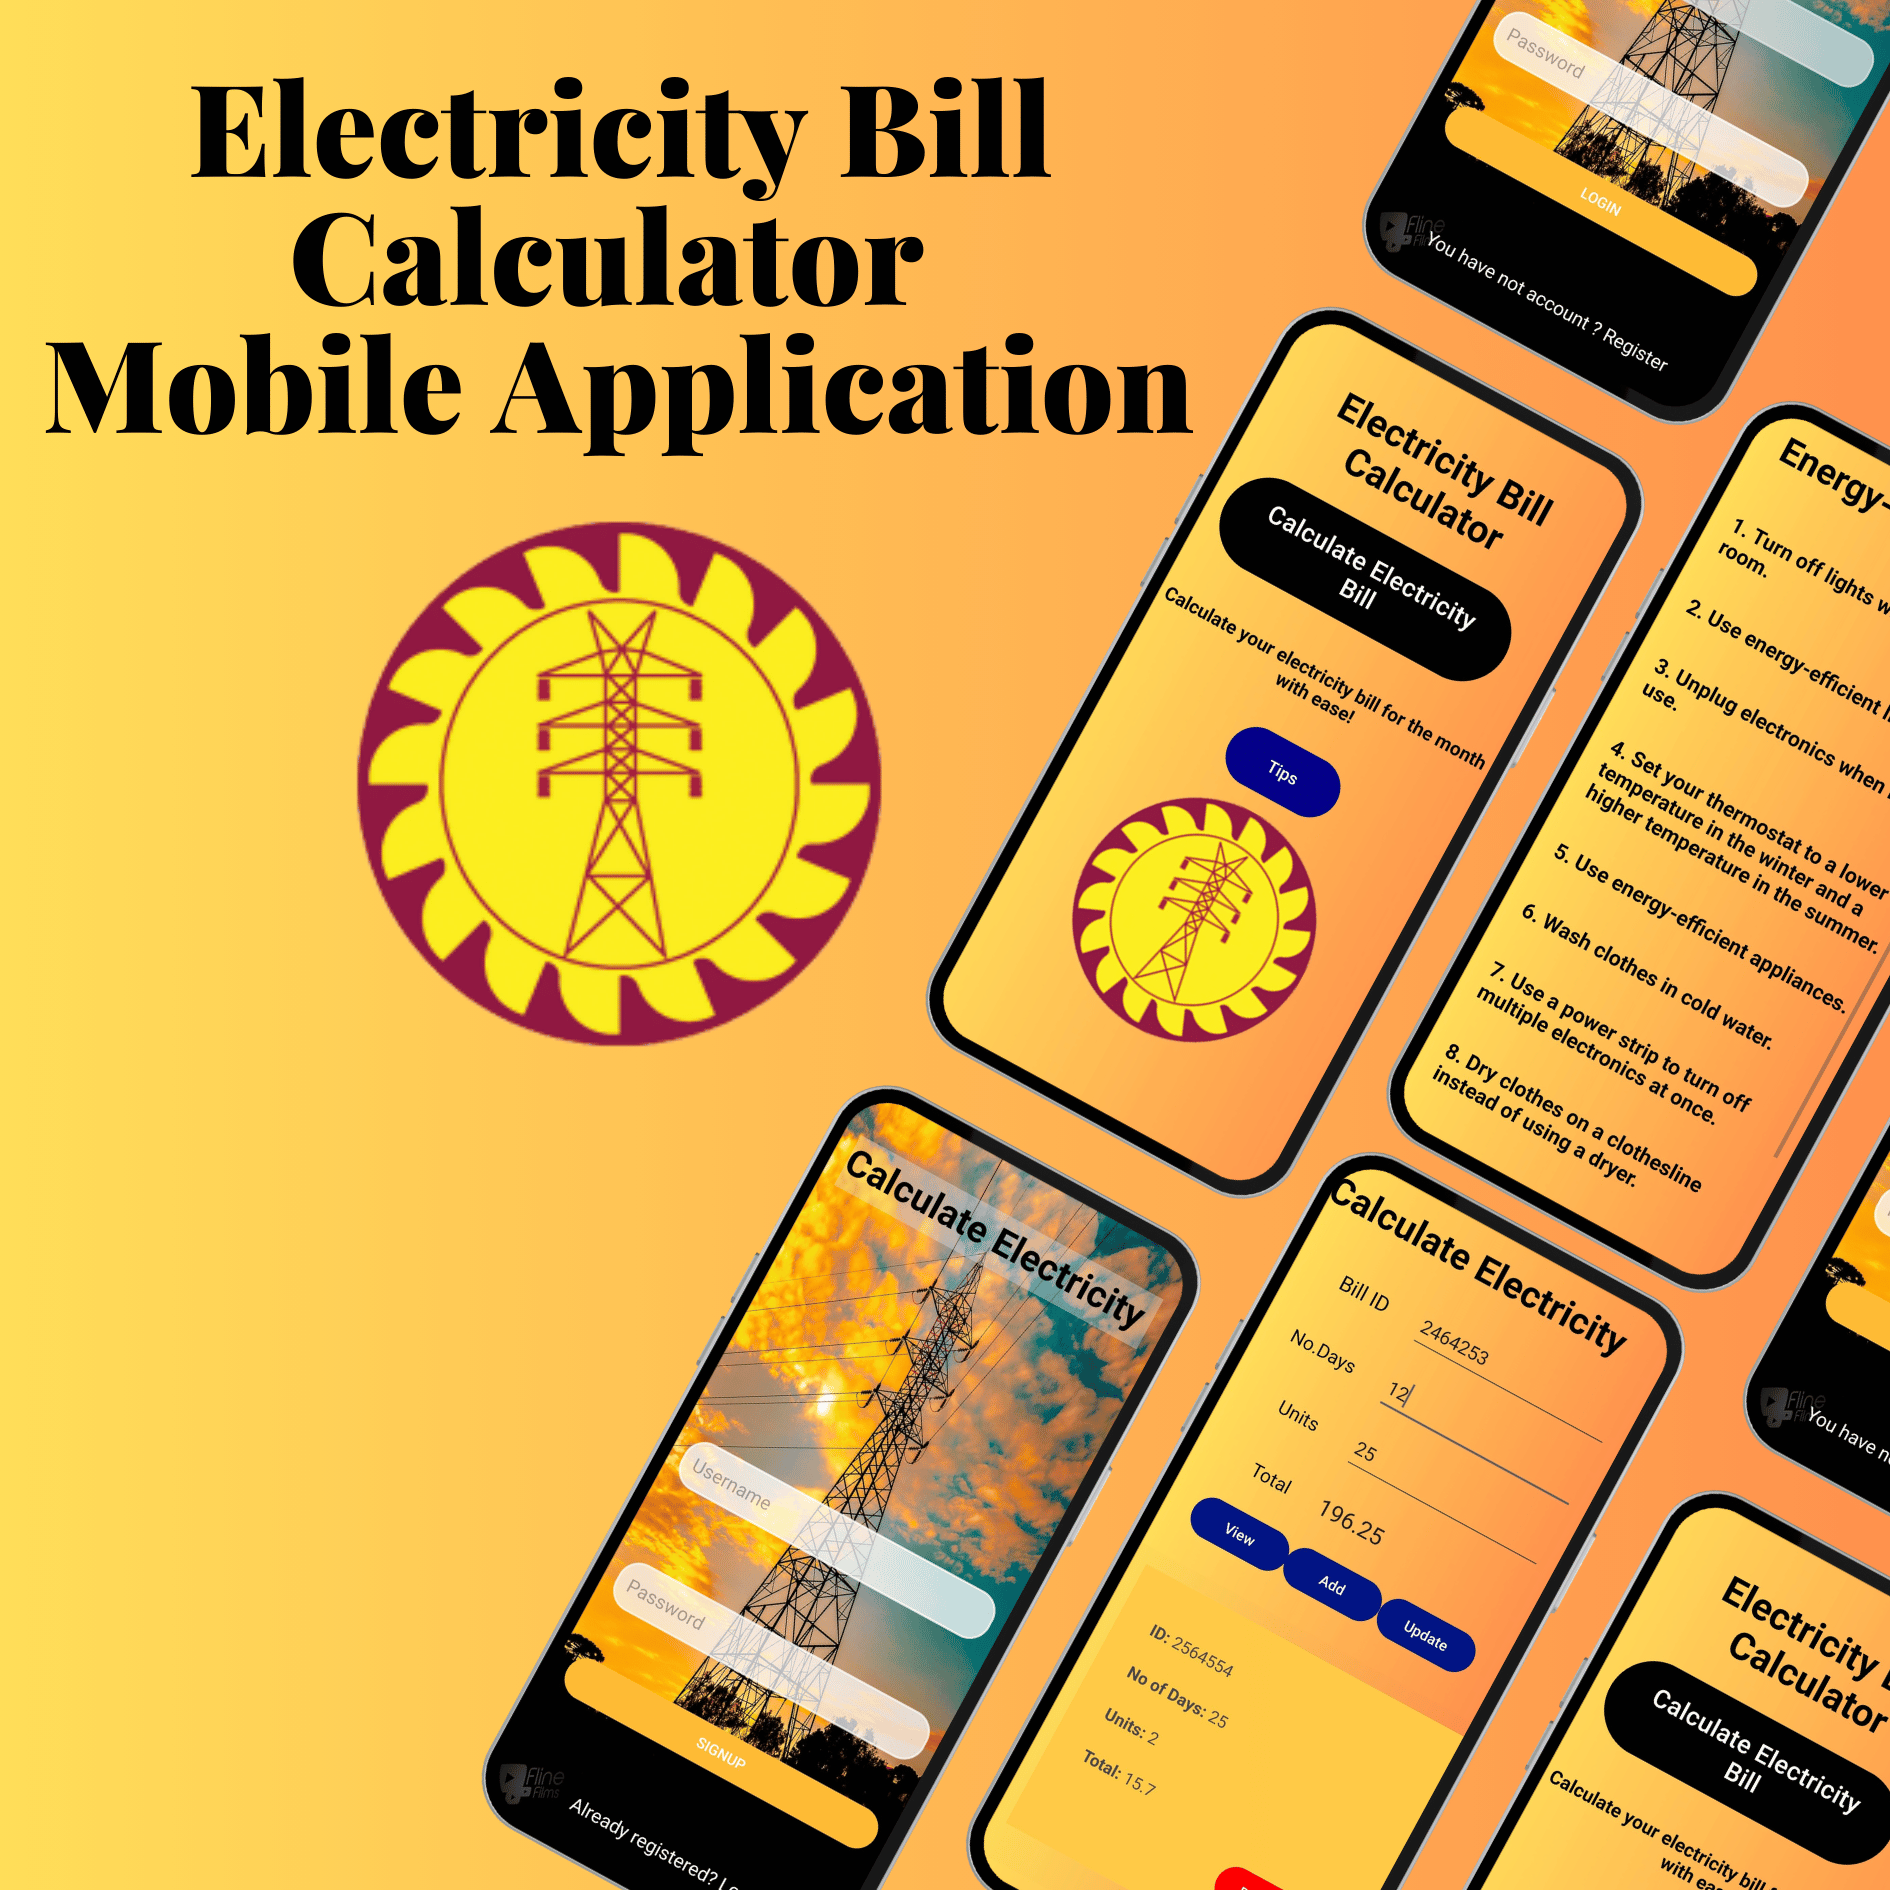 Electricity Bill
Calculator
Mobile Application
Password
LOGIN
Fline
You have not account ? Register
Electricity Bill
Calculator
Calculate Electricity
Bill
Calculate your electricity bill for the month
with ease!
Tips
Energy-
1. Turn off lights
room.
2. Use energy-efficient
3. Unplug electronics when
use.
4. Set your thermostat to a lower
temperature in the winter and a
higher temperature in the summer.
5. Use energy-efficient appliances.
6. Wash clothes in cold water.
7. Use a power strip to turn off
multiple electronics at once.
8. Dry clothes on a clothesline
instead of using a dryer.
Calculate Electricity
Username
Password
SIGNUP
Fline
Films
Already registered?
Calculate Electricity
Bill ID 2464253
No.Days 12
Units 25
Total 196.25
View
Add
Update
ID: 2564554
No of Days: 25
Units: 2
Total: 15.7
Fline
You have
Electricity
Calculator
Calculate Electricity
Bill
Calculate your electricity bill
with